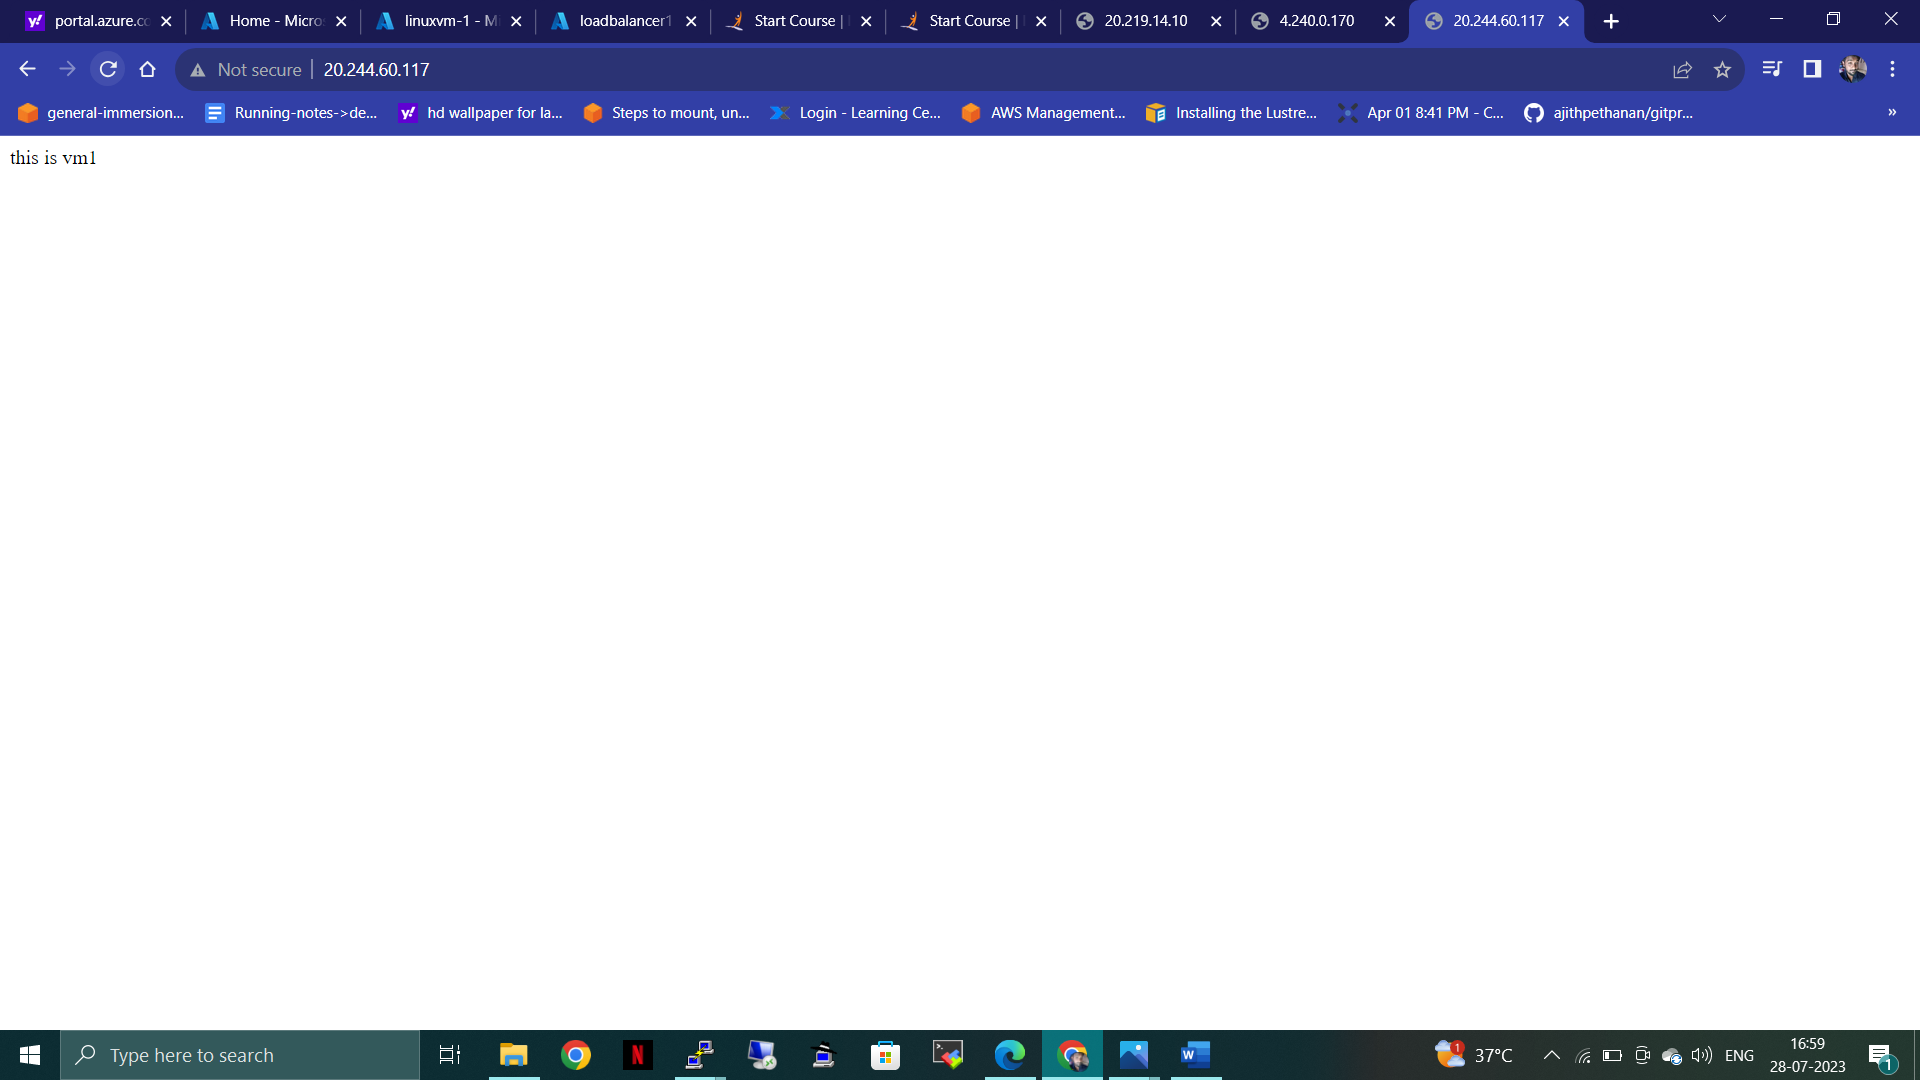 portal.azure.co
Home - Micro
linuxvm-1 - Mi
loadbalancer1
Start Course |
Start Course |
20.219.14.10
4.240.0.170
20.244.60.117
Not secure
20.244.60.117
general-immersion...
Running-notes->de...
hd wallpaper for la...
Steps to mount, un...
Login - Learning Ce...
AWS Management...
Installing the Lustre...
Apr 01 8:41 PM - C...
ajithpethanan/gitpr...
»
this is vm1
Type here to search
1
37°C
ENG
16:59
28-07-2023
1